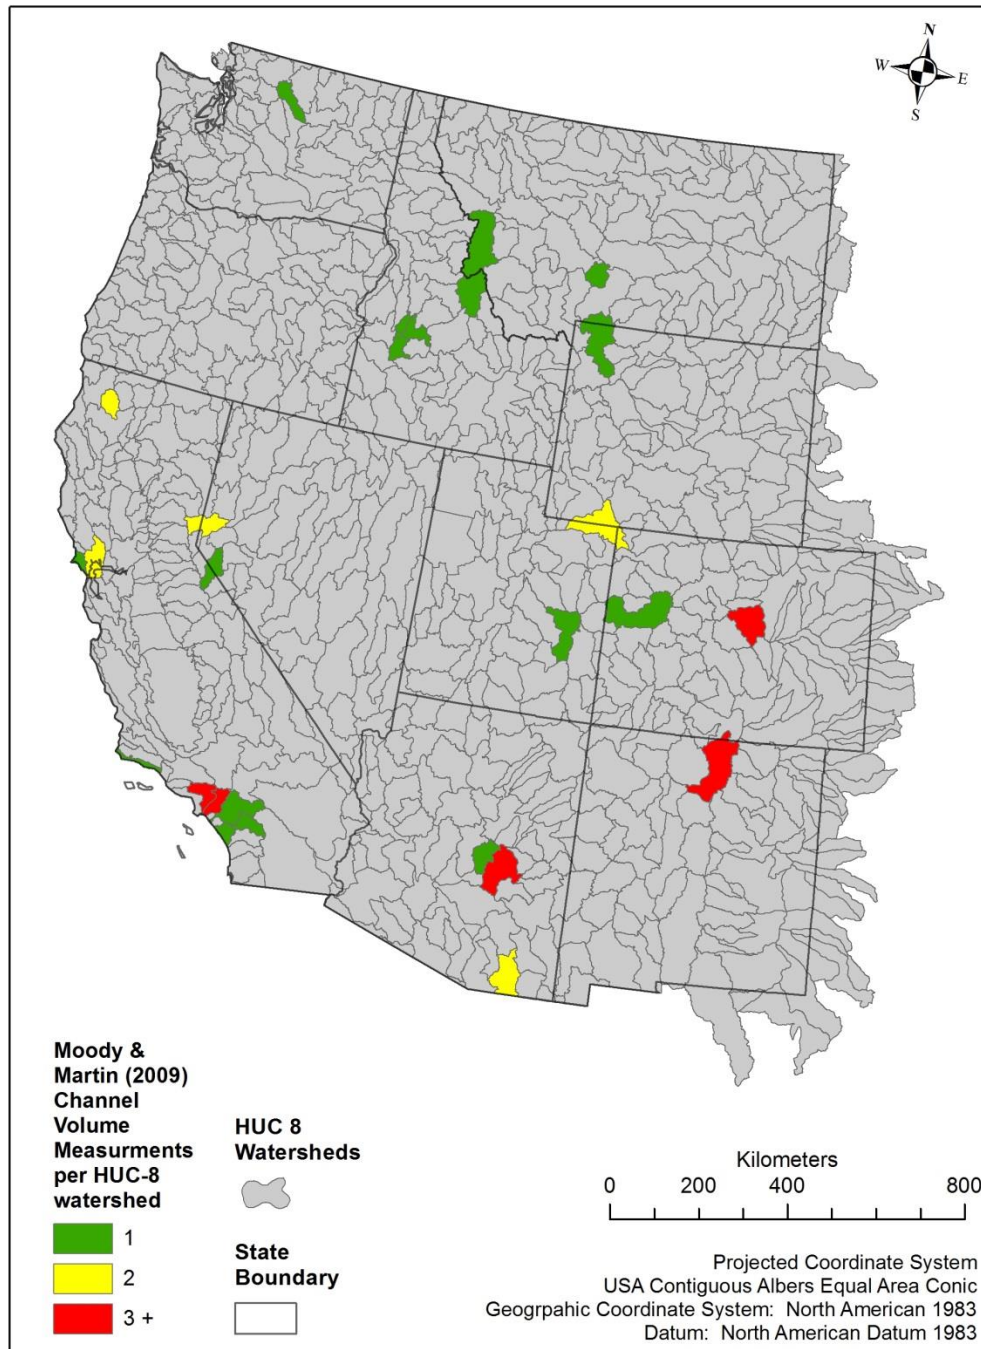 N
W
E
S
Moody &
Martin (2009)
Channel
Volume
Measurments
per HUC-8
watershed
1
2
3 +
HUC 8
Watersheds
State
Boundary
Kilometers
0 200 400 800
Projected Coordinate System
USA Contiguous Albers Equal Area Conic
Geogrpahic Coordinate System: North American 1983
Datum: North American Datum 1983